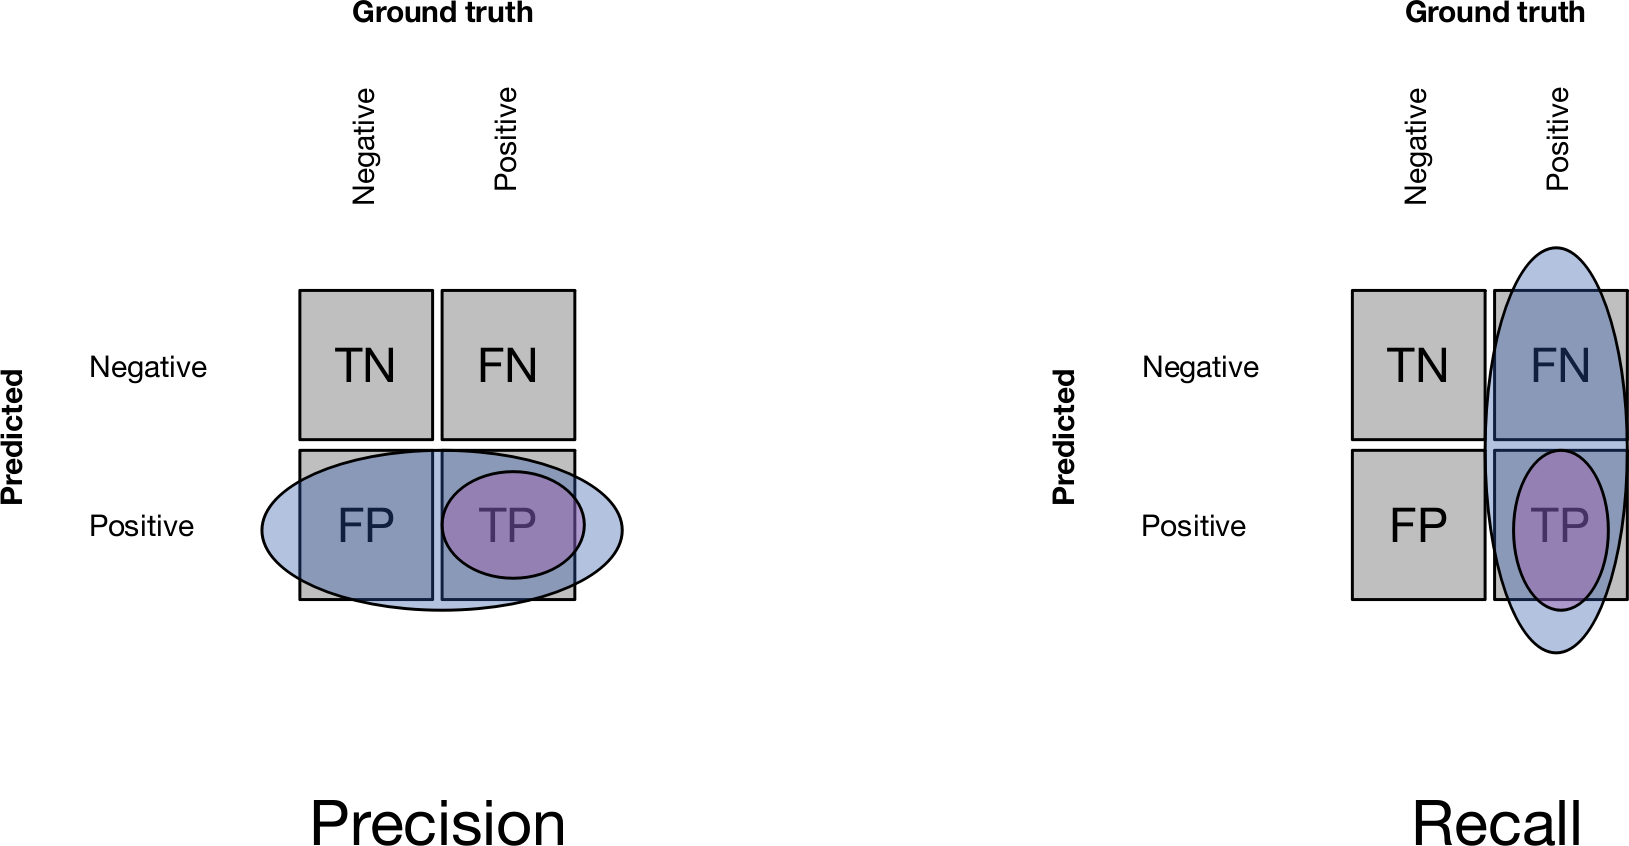 Ground truth
Negative
Positive
Predicted
Negative
TN
FN
Positive
FP
TP
Precision
Ground truth
Negative
Positive
Predicted
Negative
TN
FN
Positive
FP
TP
Recall